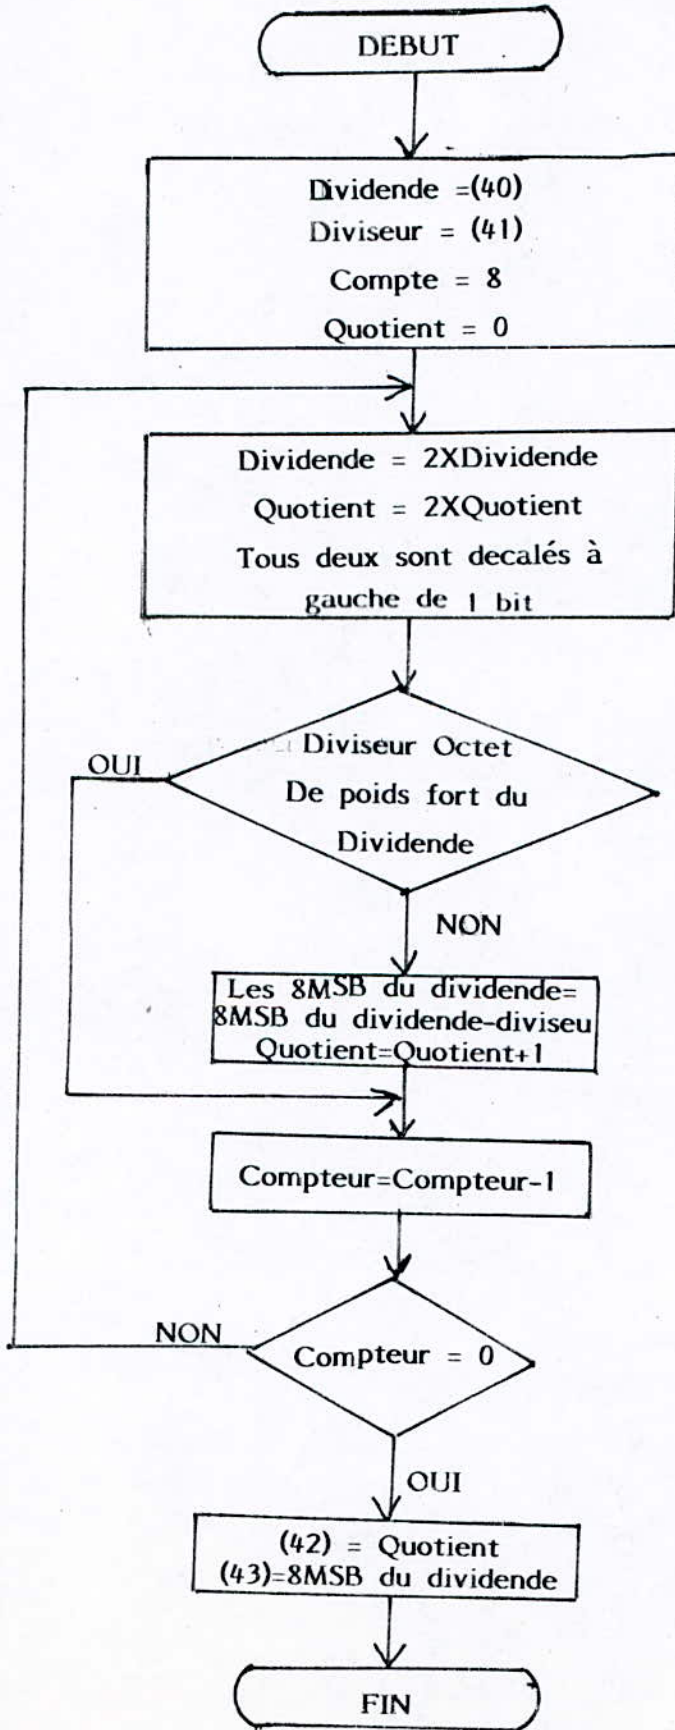 DEBUT
Dividende =(40)
Diviseur = (41)
Compte = 8
Quotient = 0
Dividende = 2XDividende
Quotient = 2XQuotient
Tous deux sont decalés à
gauche de 1 bit
OUI
Diviseur Octet
De poids fort du
Dividende
NON
Les 8MSB du dividende=
8MSB du dividende-diviseu
Quotient=Quotient+1
Compteur=Compteur-1
NON
Compteur = 0
OUI
(42) = Quotient
(43)=8MSB du dividende
FIN